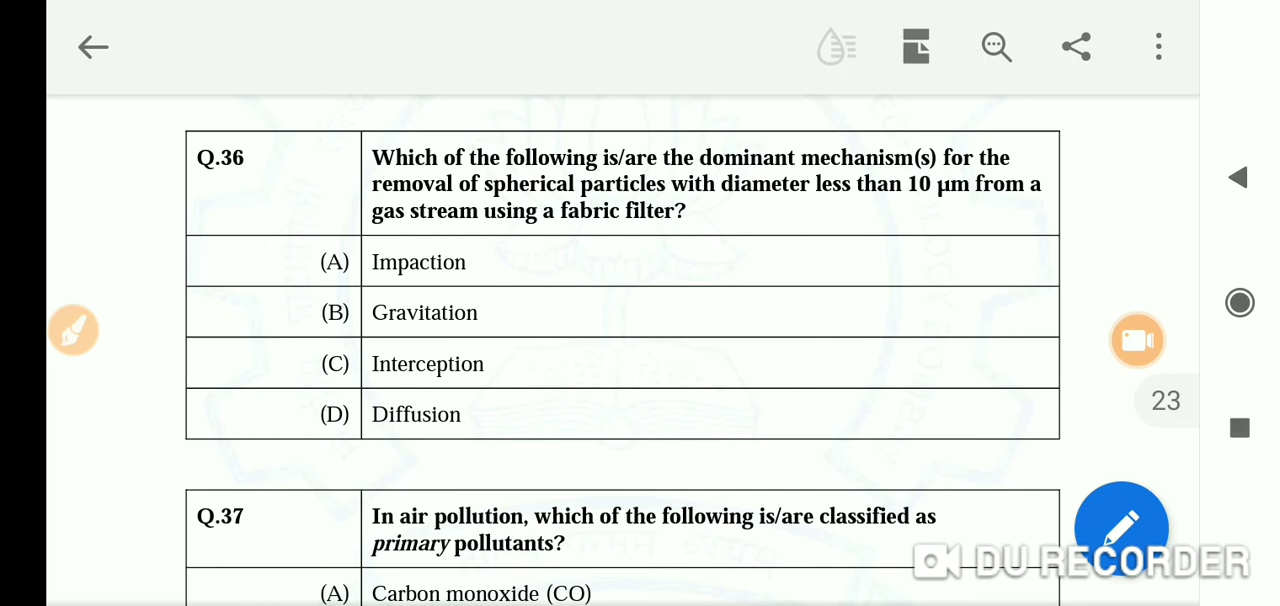 Q.36
Which of the following is/are the dominant mechanism(s) for the
removal of spherical particles with diameter less than 10 μm from a
gas stream using a fabric filter?
(A) Impaction
(B) Gravitation
(C) Interception
(D) Diffusion
23
Q.37
In air pollution, which of the following is/are classified as
primary pollutants?
(A) Carbon monoxide (CO)
DU RECORDER